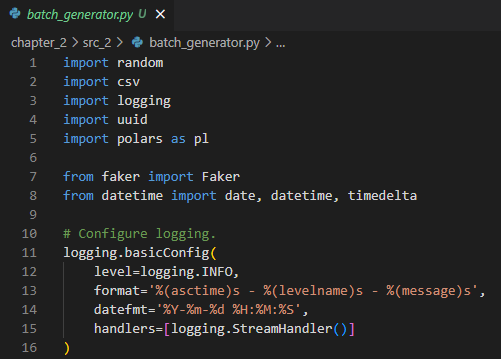 batch_generator.py U ×
chapter_2 > src_2 > batch_generator.py > ...
1 import random
2 import csv
3 import logging
4 import uuid
5 import polars as pl
6
7 from faker import Faker
8 from datetime import date, datetime, timedelta
9
10 # Configure logging.
11 logging.basicConfig(
12     level=logging.INFO,
13     format='%(asctime)s - %(levelname)s - %(message)s',
14     datefmt='%Y-%m-%d %H:%M:%S',
15     handlers=[logging.StreamHandler()]
16 )